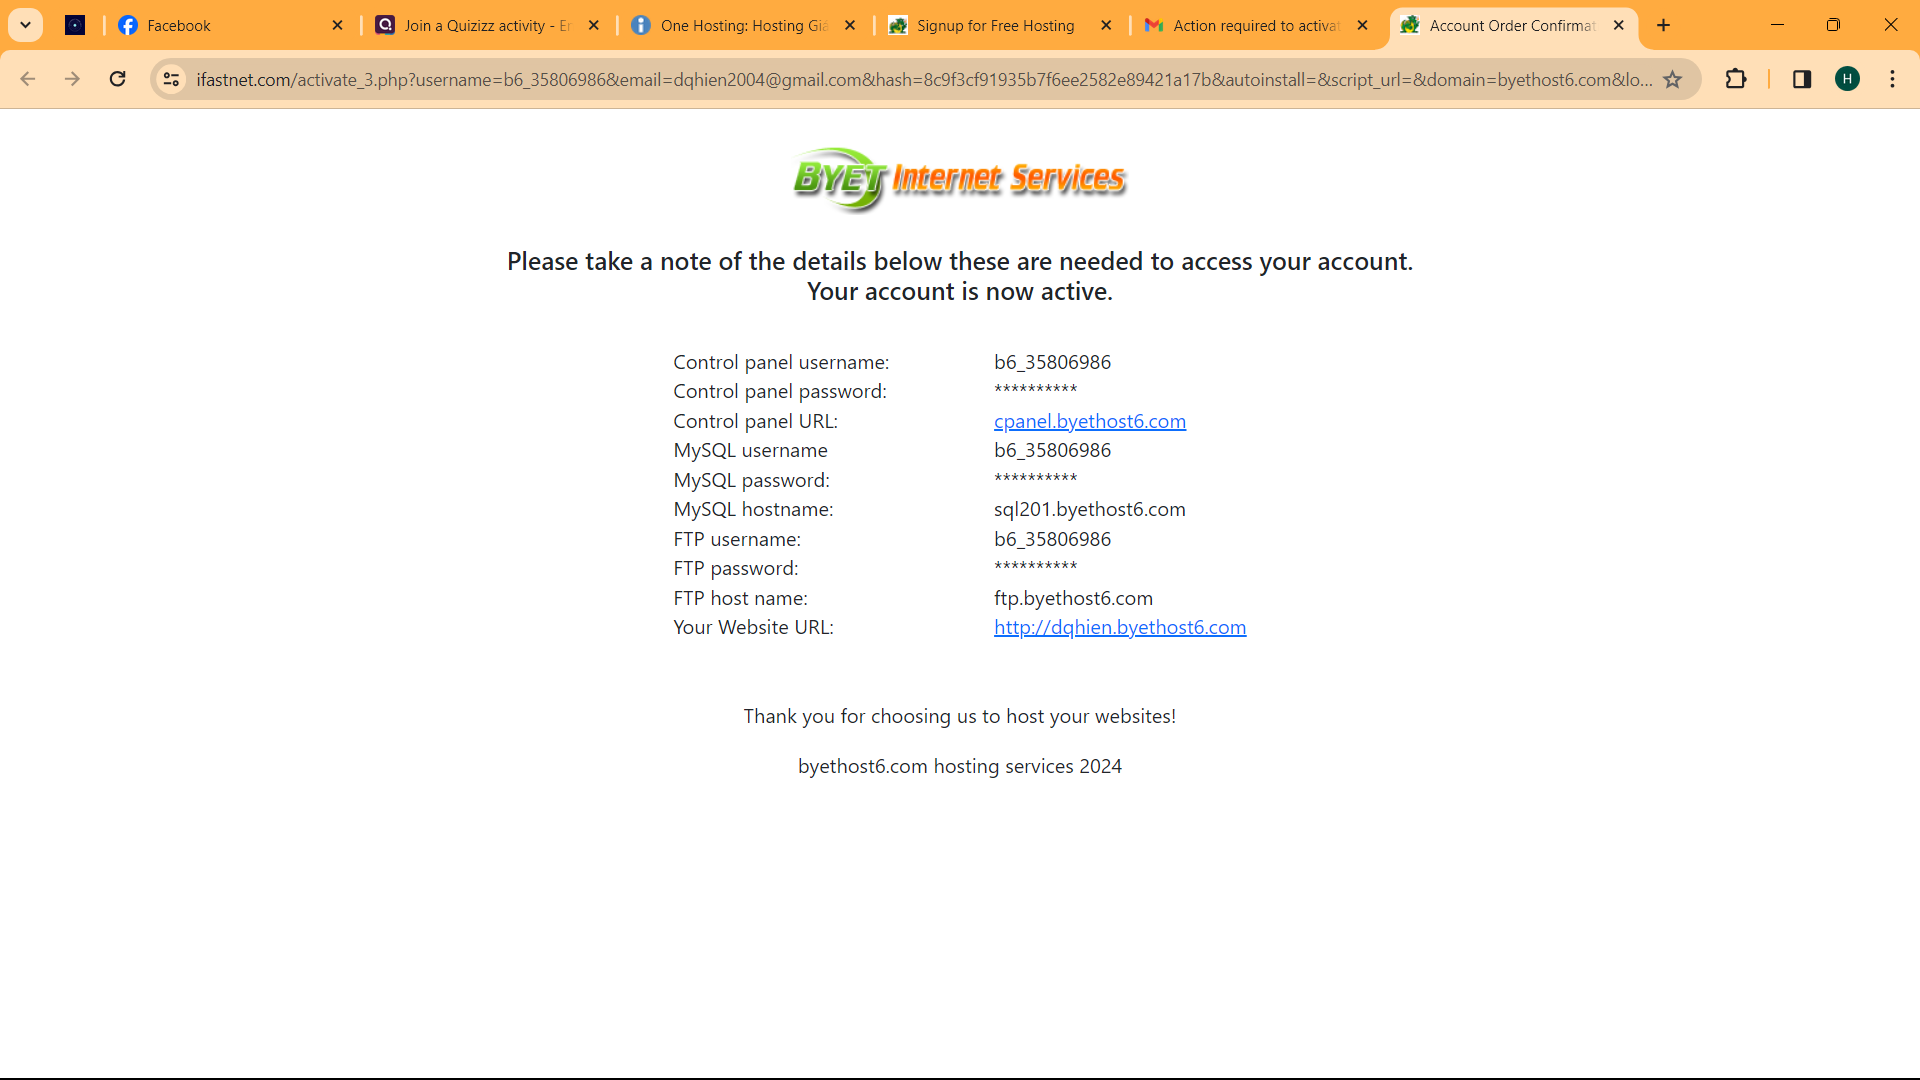 Facebook
Join a Quizizz activity - En
One Hosting: Hosting Giá
Signup for Free Hosting
Action required to activat
Account Order Confirmat
ifastnet.com/activate_3.php?username=b6_35806986&email=dqhien2004@gmail.com&hash=8c9f3cf91935b7f6ee2582e89421a17b&autoinstall=&script_url=&domain=byethost6.com&lo...
H
BYET Internet Services
Please take a note of the details below these are needed to access your account.
Your account is now active.
Control panel username: b6_35806986
Control panel password: **********
Control panel URL: cpanel.byethost6.com
MySQL username b6_35806986
MySQL password: **********
MySQL hostname: sql201.byethost6.com
FTP username: b6_35806986
FTP password: **********
FTP host name: ftp.byethost6.com
Your Website URL: http://dqhien.byethost6.com
Thank you for choosing us to host your websites!
byethost6.com hosting services 2024